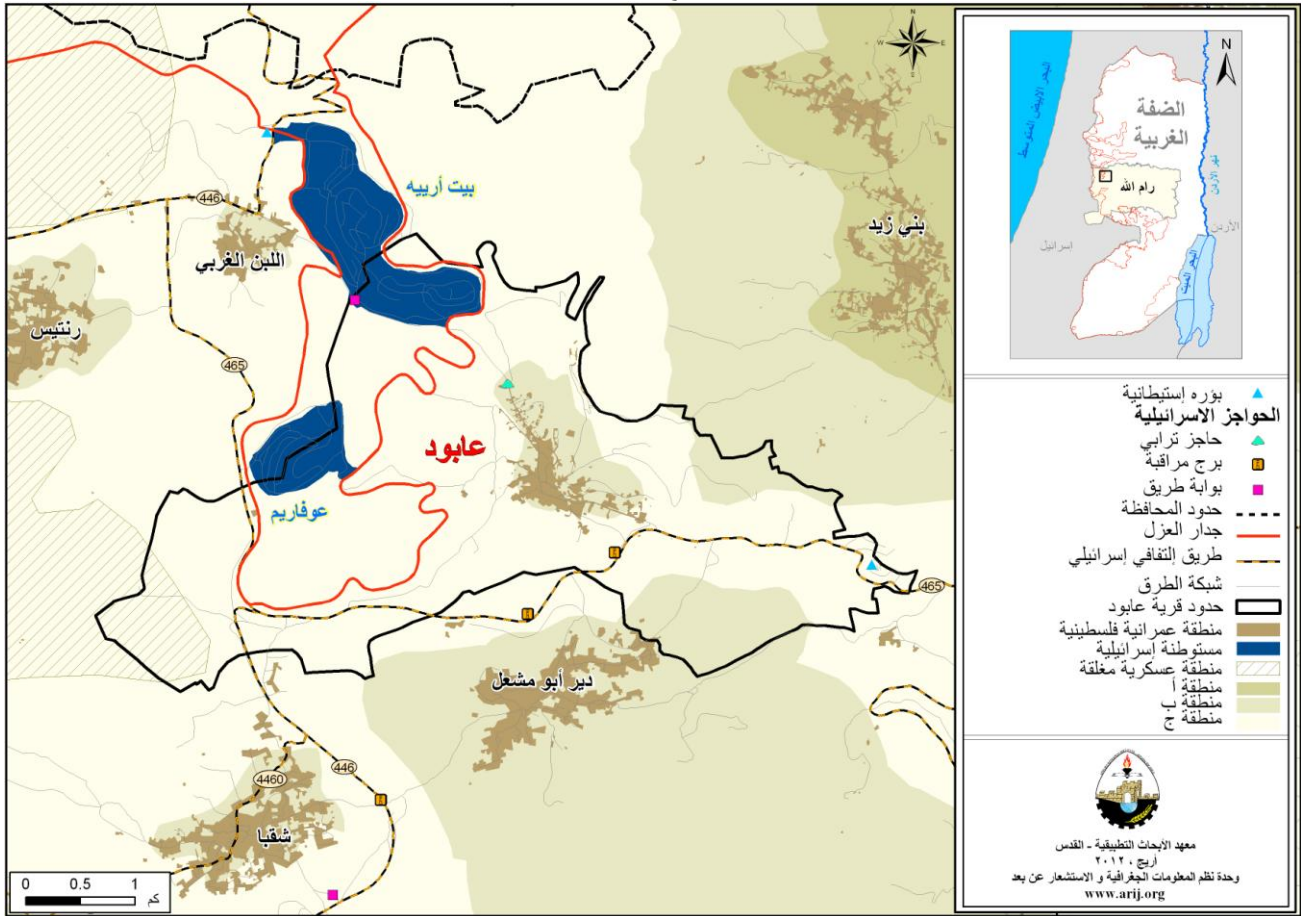 N
W
E
S
446
بيت أرييه
اللبن الغربي
رنتيس
465
بني زيد
عابود
عوفاريم
465
دير أبو مشعل
4460
446
شقبا
0 0.5 1
كم
N
البحر الابيض المتوسط
الضفة
الغربية
رام الله
نهر الأردن
الأردن
اسرائيل
البحر الميت
بؤره إستيطانية
الحواجز الاسرائيلية
حاجز ترابي
برج مراقبة
بوابة طريق
حدود المحافظة
جدار العزل
طريق إلتفافي إسرائيلي
شبكة الطرق
حدود قرية عابود
منطقة عمرانية فلسطينية
مستوطنة إسرائيلية
منطقة عسكرية مغلقة
منطقة أ
منطقة ب
منطقة ج
معهد الأبحاث التطبيقية - القدس
أريج ، ٢٠١٢
وحدة نظم المعلومات الجغرافية و الاستشعار عن بعد
www.arij.org